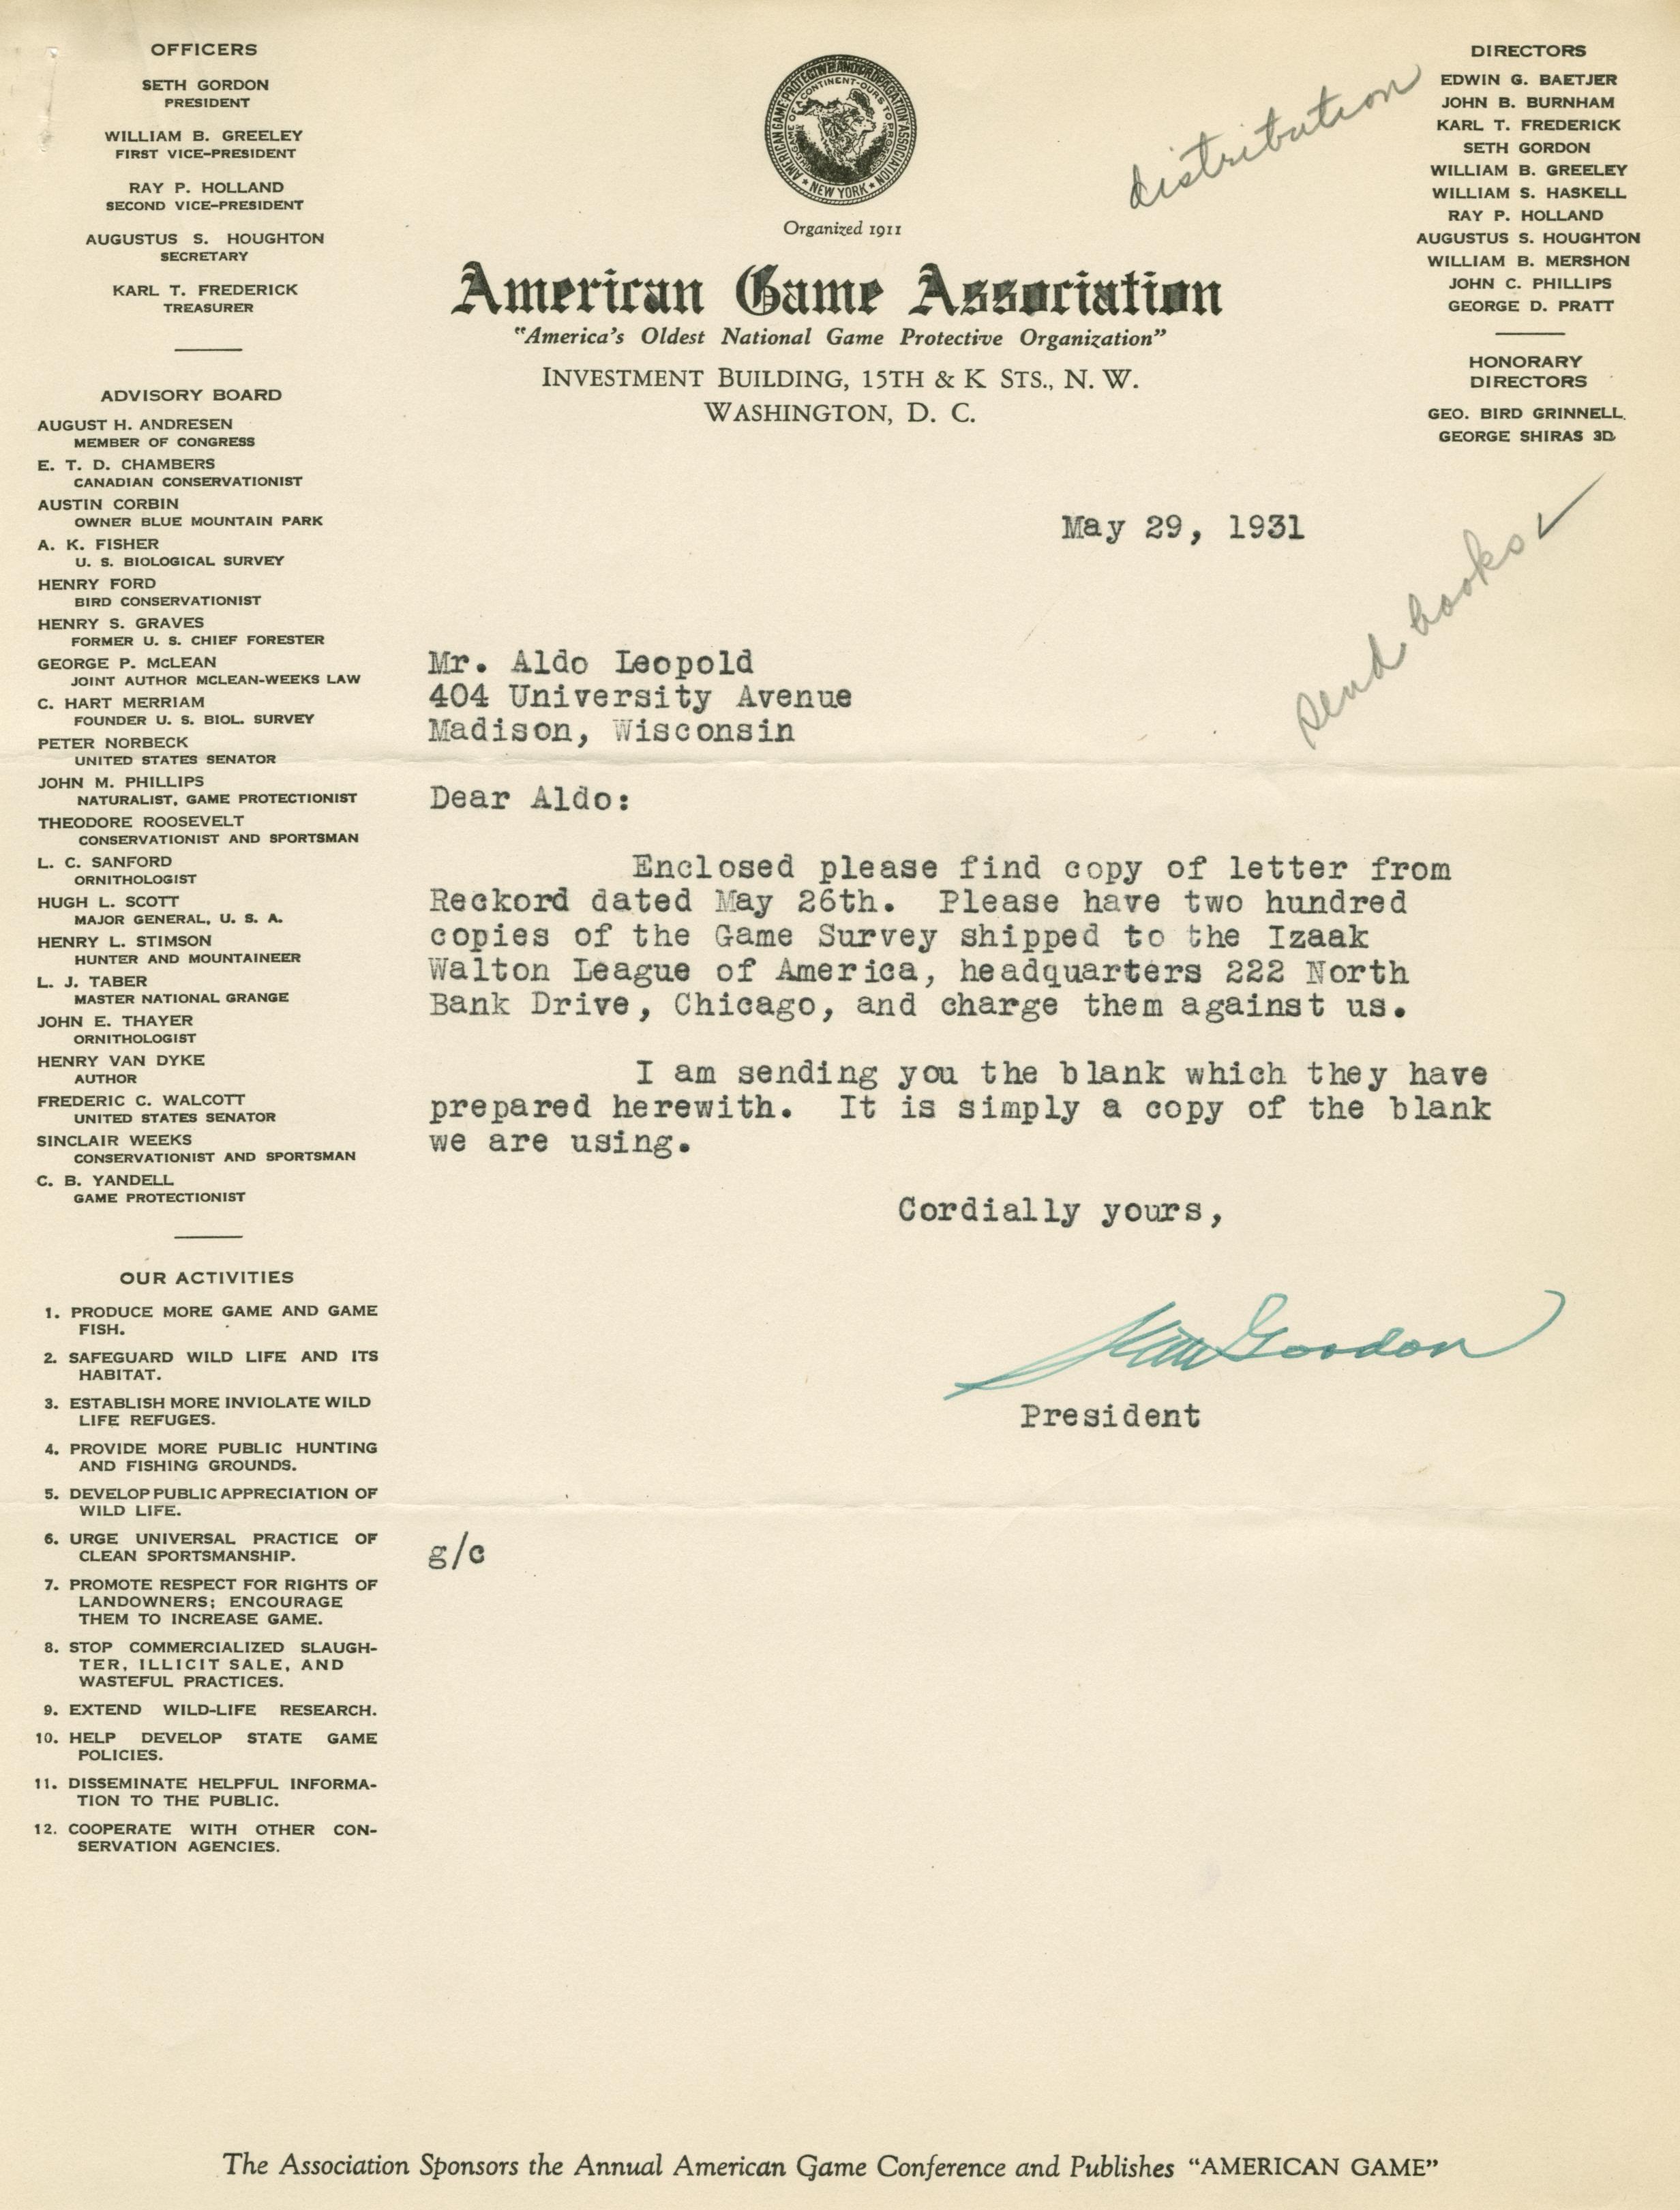 OFFICERS
SETH GORDON
PRESIDENT
WILLIAM B. GREELEY
FIRST VICE-PRESIDENT
RAY P. HOLLAND
SECOND VICE-PRESIDENT
AUGUSTUS S. HOUGHTON
SECRETARY
KARL T. FREDERICK
TREASURER
ADVISORY BOARD
AUGUST H. ANDRESEN
MEMBER OF CONGRESS
E. T. D. CHAMBERS
CANADIAN CONSERVATIONIST
AUSTIN CORBIN
OWNER BLUE MOUNTAIN PARK
A. K. FISHER
U. S. BIOLOGICAL SURVEY
HENRY FORD
BIRD CONSERVATIONIST
HENRY S. GRAVES
FORMER U. S. CHIEF FORESTER
GEORGE P. McLEAN
JOINT AUTHOR McLEAN-WEEKS LAW
C. HART MERRIAM
FOUNDER U. S. BIOL. SURVEY
PETER NORBECK
UNITED STATES SENATOR
JOHN M. PHILLIPS
NATURALIST, GAME PROTECTIONIST
THEODORE ROOSEVELT
CONSERVATIONIST AND SPORTSMAN
L. C. SANFORD
ORNITHOLOGIST
HUGH L. SCOTT
MAJOR GENERAL, U. S. A.
HENRY L. STIMSON
HUNTER AND MOUNTAINEER
L. J. TABER
MASTER NATIONAL GRANGE
JOHN E. THAYER
ORNITHOLOGIST
HENRY VAN DYKE
AUTHOR
FREDERIC C. WALCOTT
UNITED STATES SENATOR
SINCLAIR WEEKS
CONSERVATIONIST AND SPORTSMAN
C. B. YANDELL
GAME PROTECTIONIST
OUR ACTIVITIES
1. PRODUCE MORE GAME AND GAME
FISH.
2. SAFEGUARD WILD LIFE AND ITS
HABITAT.
3. ESTABLISH MORE INVIOLATE WILD
LIFE REFUGES.
4. PROVIDE MORE PUBLIC HUNTING
AND FISHING GROUNDS.
5. DEVELOP PUBLIC APPRECIATION OF
WILD LIFE.
6. URGE UNIVERSAL PRACTICE OF
CLEAN SPORTSMANSHIP.
7. PROMOTE RESPECT FOR RIGHTS OF
LANDOWNERS; ENCOURAGE
THEM TO INCREASE GAME.
8. STOP COMMERCIALIZED SLAUGH-
TER, ILLICIT SALE, AND
WASTEFUL PRACTICES.
9. EXTEND WILD-LIFE RESEARCH.
10. HELP DEVELOP STATE GAME
POLICIES.
11. DISSEMINATE HELPFUL INFORMA-
TION TO THE PUBLIC.
12. COOPERATE WITH OTHER CON-
SERVATION AGENCIES.
AMERICAN GAME PROTECTIVE AND PROPAGATION ASSOCIATION
NEW YORK
Organized 1911
American Game Association
"America's Oldest National Game Protective Organization"
INVESTMENT BUILDING, 15TH & K STS., N. W.
WASHINGTON, D. C.
distribution
DIRECTORS
EDWIN G. BAETJER
JOHN B. BURNHAM
KARL T. FREDERICK
SETH GORDON
WILLIAM B. GREELEY
WILLIAM S. HASKELL
RAY P. HOLLAND
AUGUSTUS S. HOUGHTON
WILLIAM B. MERSHON
JOHN C. PHILLIPS
GEORGE D. PRATT
HONORARY
DIRECTORS
GEO. BIRD GRINNELL
GEORGE SHIRAS 3D
May 29, 1931
send books ✓
Mr. Aldo Leopold
404 University Avenue
Madison, Wisconsin
Dear Aldo:
Enclosed please find copy of letter from
Reckord dated May 26th. Please have two hundred
copies of the Game Survey shipped to the Izaak
Walton League of America, headquarters 222 North
Bank Drive, Chicago, and charge them against us.
I am sending you the blank which they have
prepared herewith. It is simply a copy of the blank
we are using.
Cordially yours,
Seth Gordon
President
g/c
The Association Sponsors the Annual American Game Conference and Publishes "AMERICAN GAME"